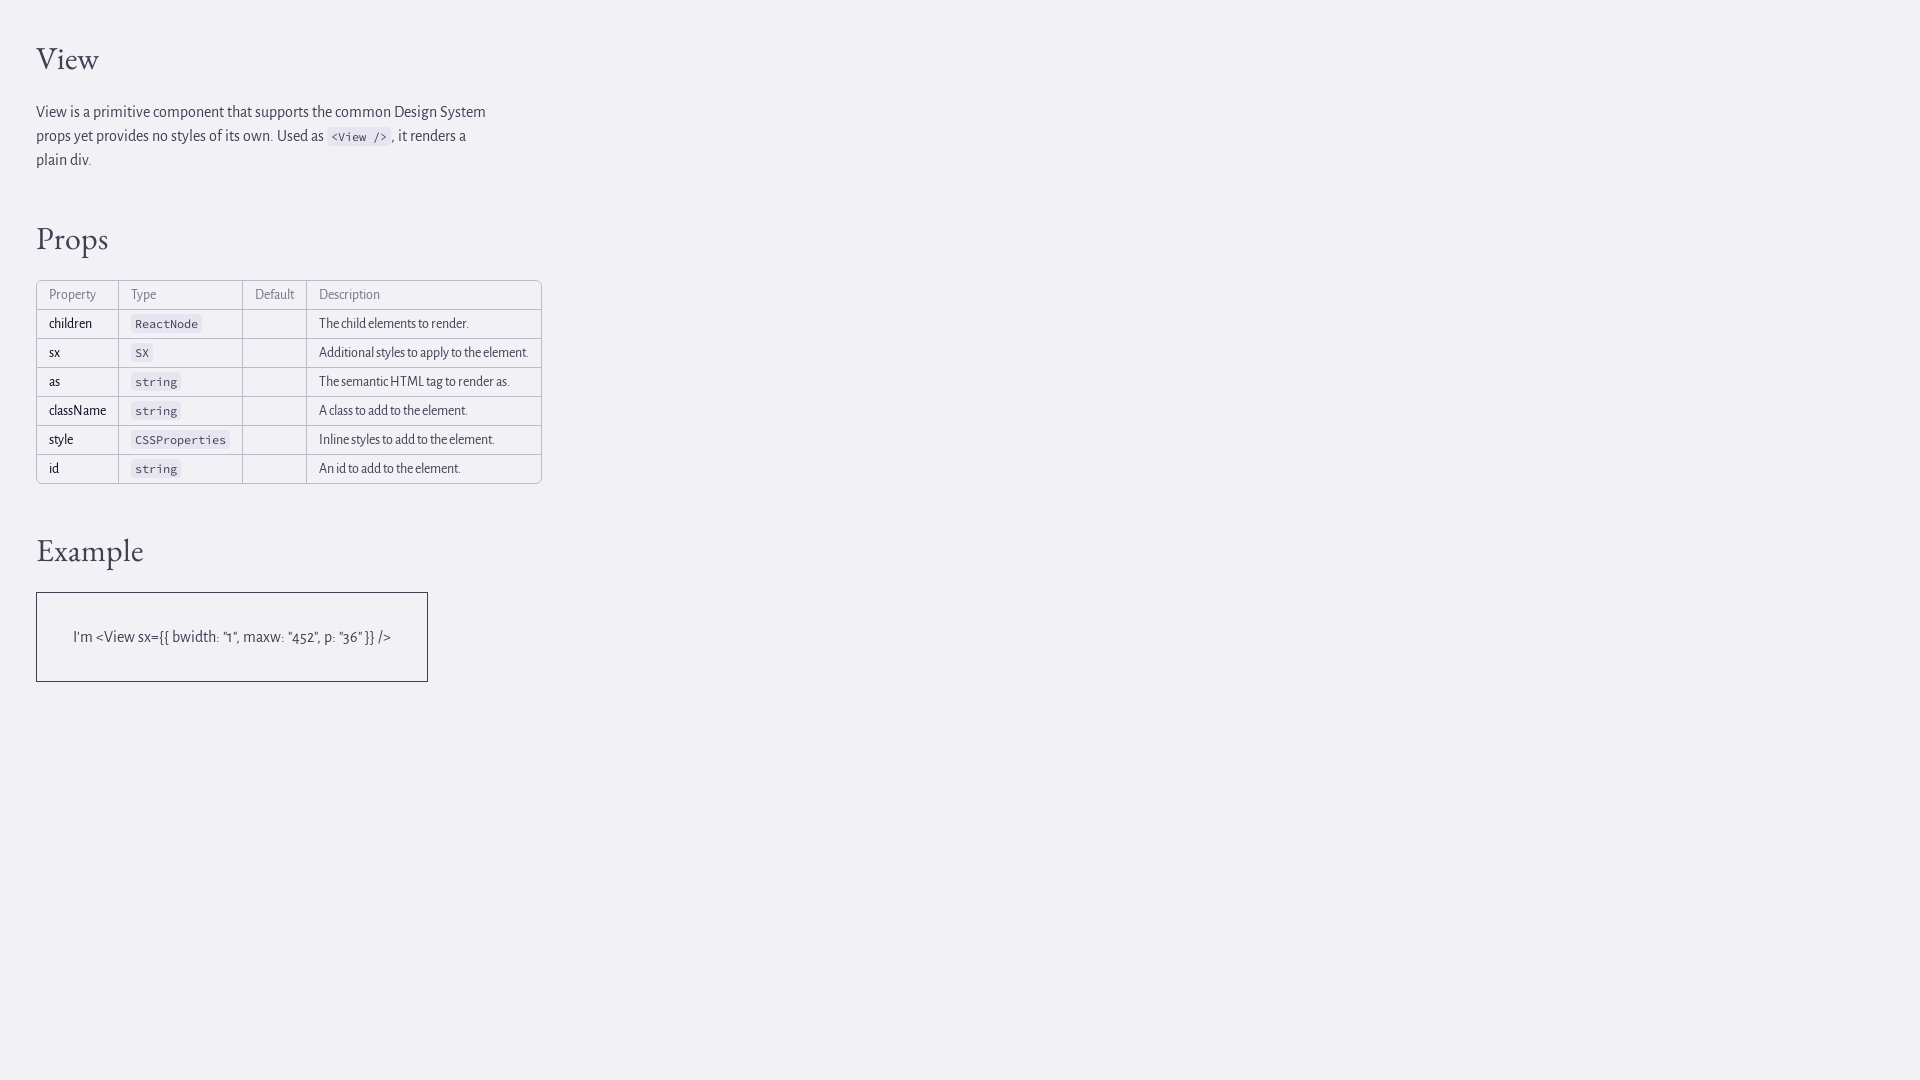 View
View is a primitive component that supports the common Design System
props yet provides no styles of its own. Used as <View />, it renders a
plain div.
Props
Property Type Default Description
children ReactNode The child elements to render.
sx SX Additional styles to apply to the element.
as string The semantic HTML tag to render as.
className string A class to add to the element.
style CSSProperties Inline styles to add to the element.
id string An id to add to the element.
Example
I'm <View sx={{ bwidth: "1", maxw: "452", p: "36" }} />